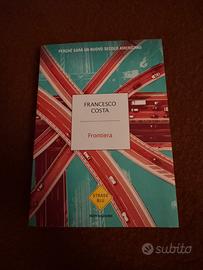 PERCHÉ SARÀ UN NUOVO SECOLO AMERICANO
FRANCESCO
COSTA
Frontiera
STRADE
BLU
MONDADORI
subito